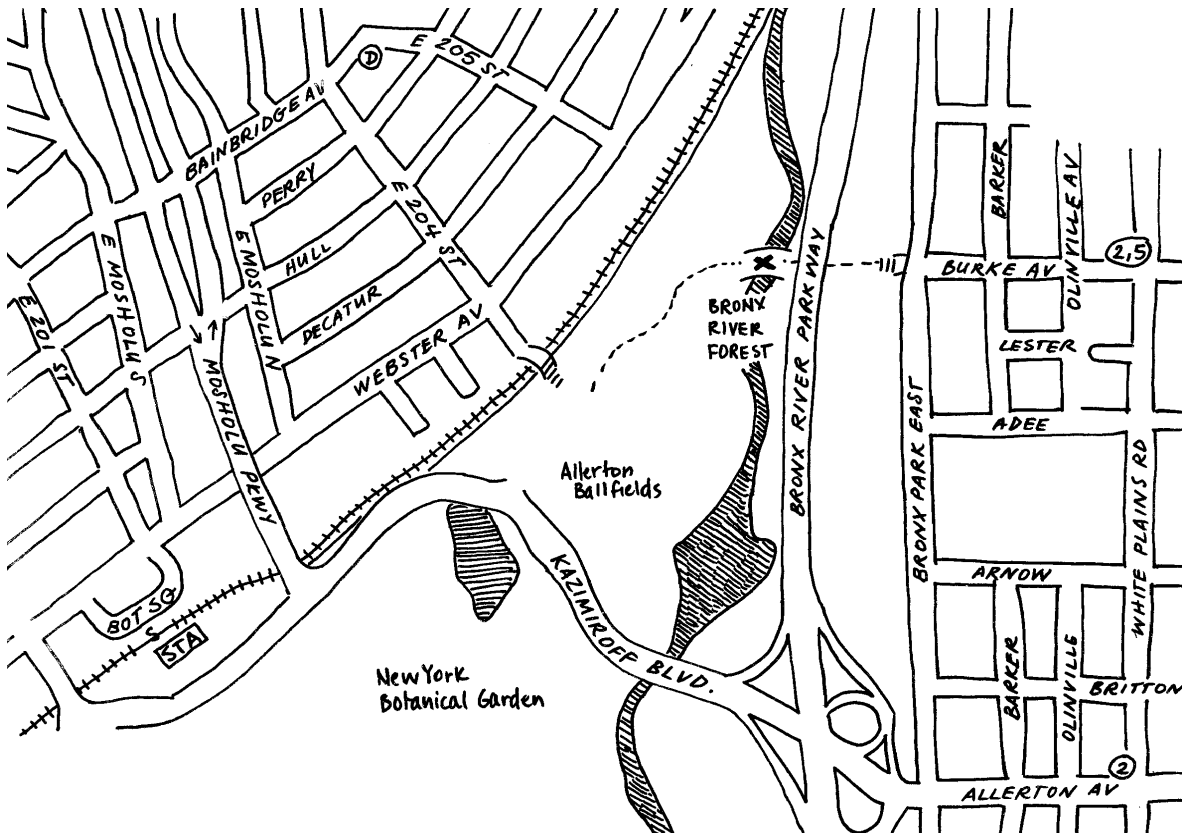 D
E 205 ST
BAINBRIDGE AV
PERRY
BARKER
OLINVILLE AV
E 204 ST
E MOSHOLU S
E MOSHOLU N
HULL
2,5
BURKE AV
DECATUR
E 201 ST
BRONX
RIVER
FOREST
BRONX RIVER PARKWAY
LESTER
WEBSTER AV
MOSHOLU PKWY
BRONX PARK EAST
ADEE
WHITE PLAINS RD
Allerton
Ballfields
KAZIMIROFF BLVD.
ARNOW
BOT SQ
S
STA
New York
Botanical Garden
BARKER
OLINVILLE
BRITTON
2
ALLERTON AV